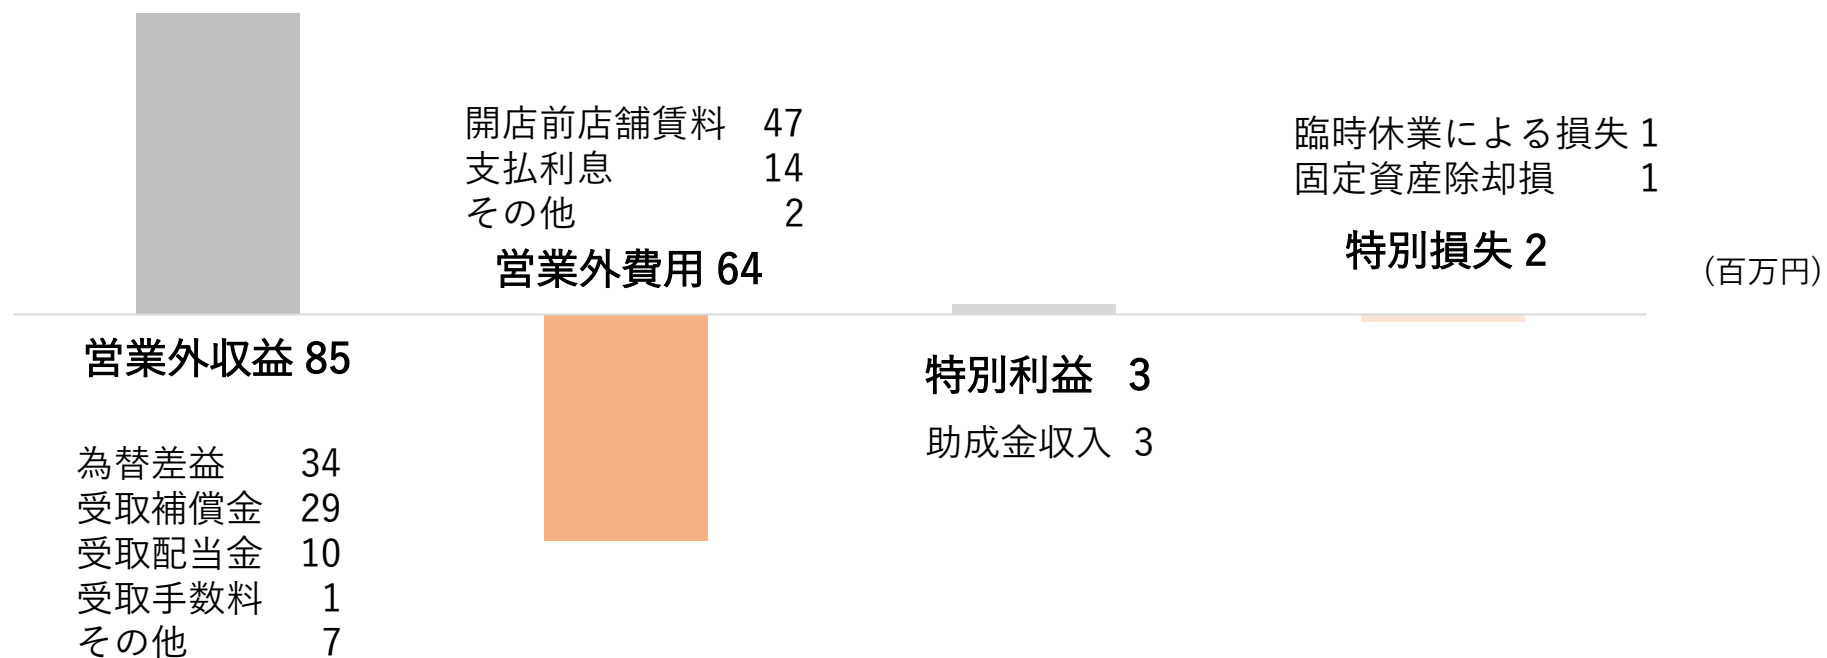 営業外収益 85
為替差益 34
受取補償金 29
受取配当金 10
受取手数料 1
その他 7
開店前店舗賃料 47
支払利息 14
その他 2
営業外費用 64
特別利益 3
助成金収入 3
臨時休業による損失 1
固定資産除却損 1
特別損失 2
(百万円)